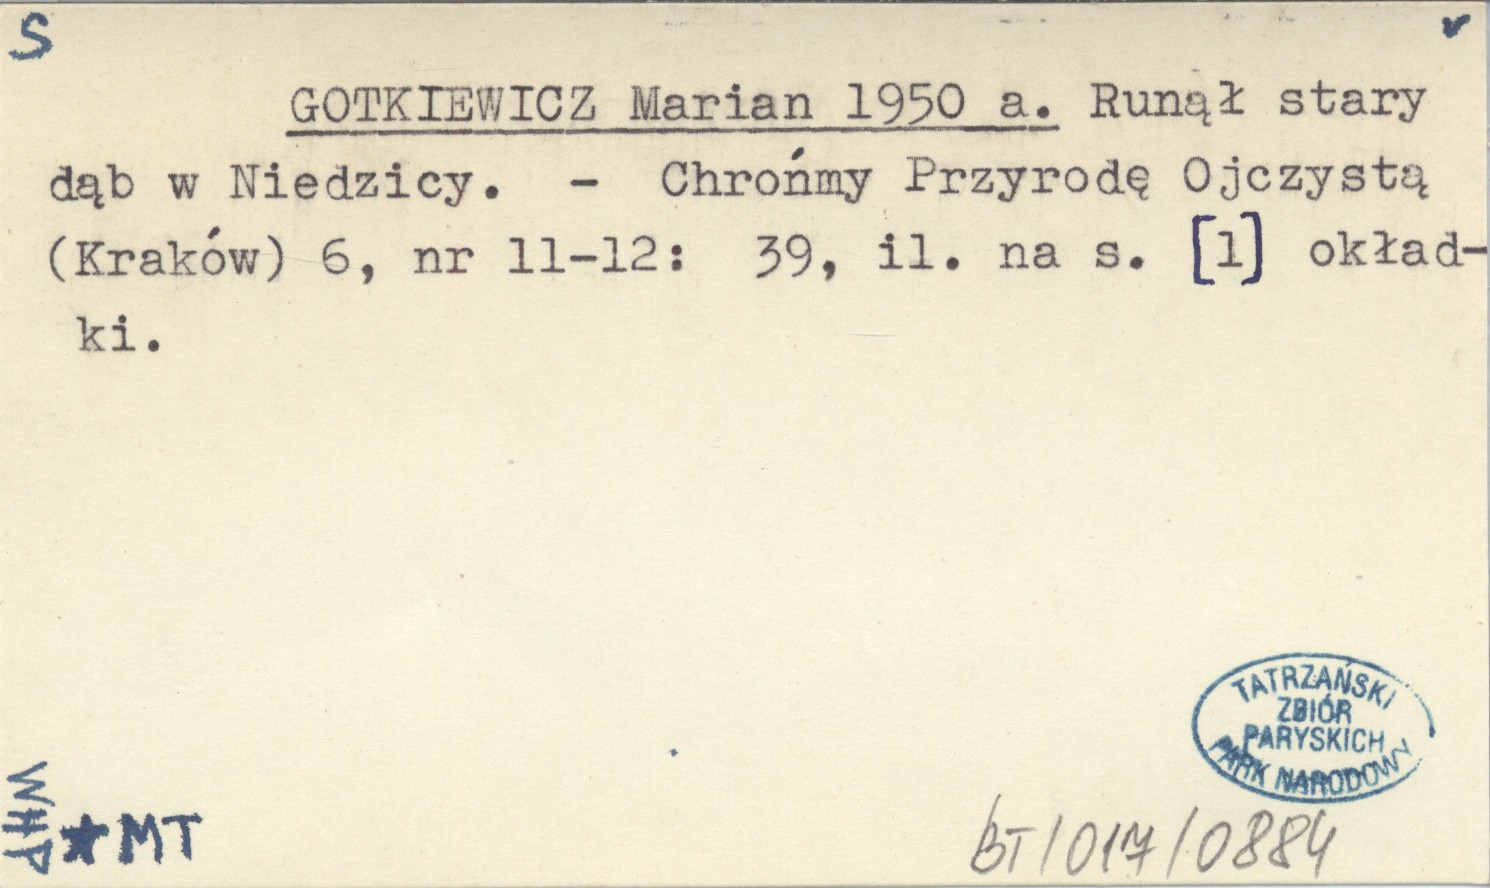 S
GOTKIEWICZ Marian 1950 a. Runął stary
dąb w Niedzicy. - Chrońmy Przyrodę Ojczystą
(Kraków) 6, nr 11-12: 39, il. na s. [1] okład-
ki.
TATRZAŃSKI
ZBIÓR
PARYSKICH
PARK NARODOWY
WHP
★MT
BT/017/0884